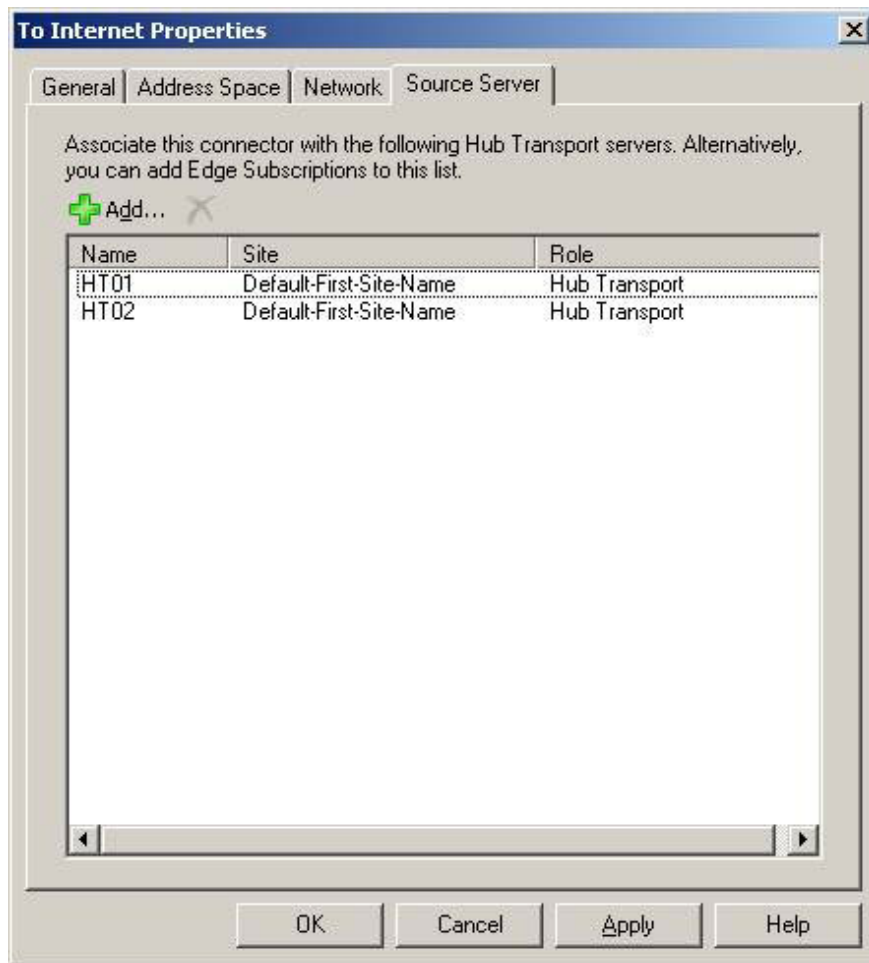 To Internet Properties
General Address Space Network Source Server
Associate this connector with the following Hub Transport servers. Alternatively,
you can add Edge Subscriptions to this list.
Add...
Name Site Role
HT01 Default-First-Site-Name Hub Transport
HT02 Default-First-Site-Name Hub Transport
OK Cancel Apply Help